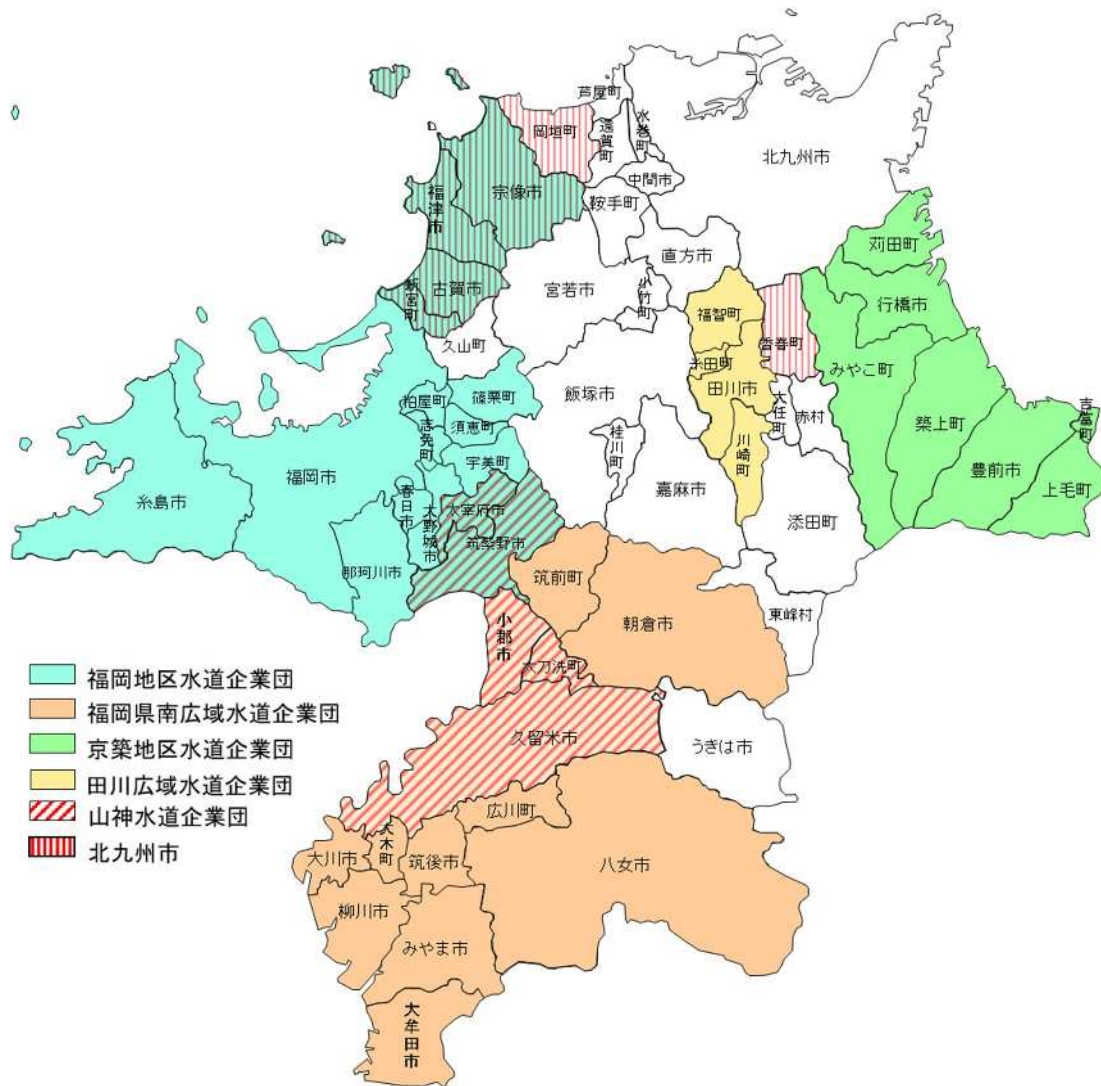 芦屋町
水巻町
岡垣町
遠賀町
北九州市
中間市
宗像市
鞍手町
福津市
苅田町
直方市
古賀市
新宮町
宮若市
小竹町
行橋市
福智町
久山町
香春町
糸田町
みやこ町
篠栗町
飯塚市
田川市
粕屋町
大任町
赤村
吉富町
須恵町
志免町
築上町
桂川町
川崎町
宇美町
福岡市
豊前市
糸島市
春日市
嘉麻市
上毛町
太宰府市
大野城市
添田町
筑紫野市
那珂川市
筑前町
東峰村
朝倉市
小郡市
大刀洗町
久留米市
うきは市
広川町
大木町
大川市
筑後市
八女市
柳川市
みやま市
大牟田市
福岡地区水道企業団
福岡県南広域水道企業団
京築地区水道企業団
田川広域水道企業団
山神水道企業団
北九州市